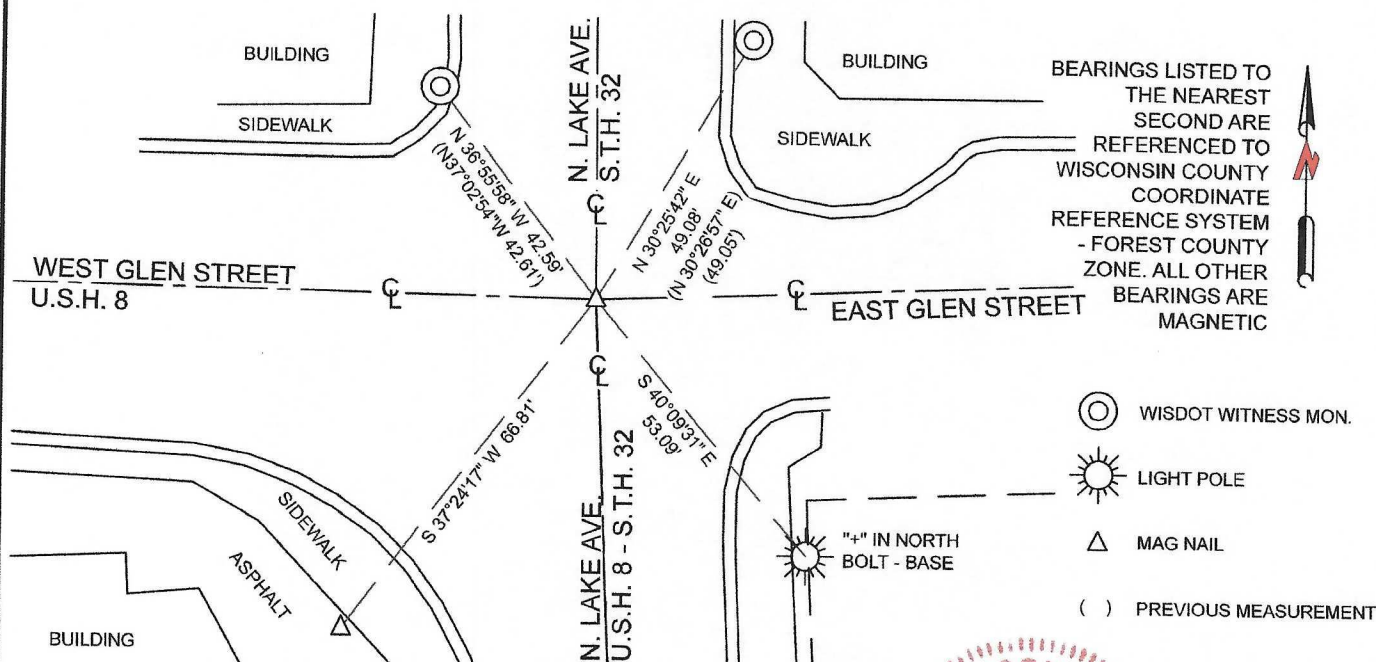 BUILDING
SIDEWALK
N. LAKE AVE.
S.T.H. 32
BUILDING
SIDEWALK
BEARINGS LISTED TO
THE NEAREST
SECOND ARE
REFERENCED TO
WISCONSIN COUNTY
COORDINATE
REFERENCE SYSTEM
- FOREST COUNTY
ZONE. ALL OTHER
BEARINGS ARE
MAGNETIC
N
N 36°55'58" W 42.59'
(N37°02'54"W 42.61')
N 30°25'42" E
49.08'
(N 30°26'57" E)
(49.05')
CL
WEST GLEN STREET
U.S.H. 8
CL
CL
EAST GLEN STREET
CL
S 37°24'17" W 66.81'
S 40°09'31" E
53.09'
N. LAKE AVE.
U.S.H. 8 - S.T.H. 32
SIDEWALK
ASPHALT
BUILDING
"+" IN NORTH
BOLT - BASE
WISDOT WITNESS MON.
LIGHT POLE
MAG NAIL
( ) PREVIOUS MEASUREMENT